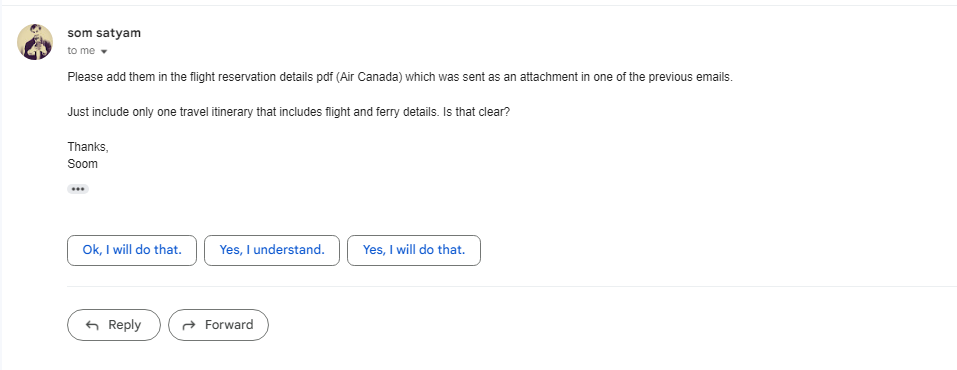 som satyam
to me
Please add them in the flight reservation details pdf (Air Canada) which was sent as an attachment in one of the previous emails.
Just include only one travel itinerary that includes flight and ferry details. Is that clear?
Thanks,
Soom
•••
Ok, I will do that. Yes, I understand. Yes, I will do that.
Reply Forward